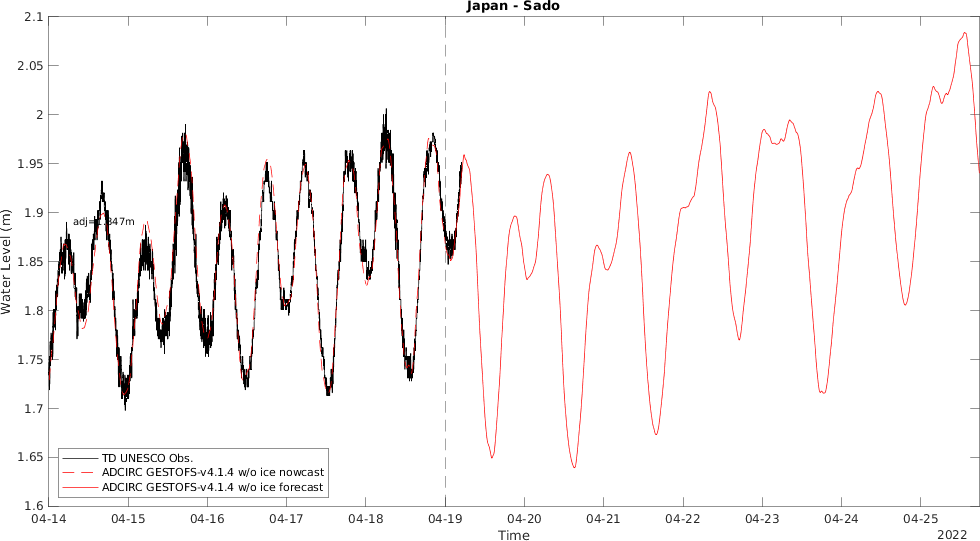 Japan - Sado
2.1
2.05
2
1.95
1.9
1.85
1.8
1.75
1.7
1.65
1.6
Water Level (m)
TD UNESCO Obs.
ADCIRC GESTOFS-v4.1.4 w/o ice nowcast
ADCIRC GESTOFS-v4.1.4 w/o ice forecast
04-14 04-15 04-16 04-17 04-18 04-19 04-20 04-21 04-22 04-23 04-24 04-25
Time
2022